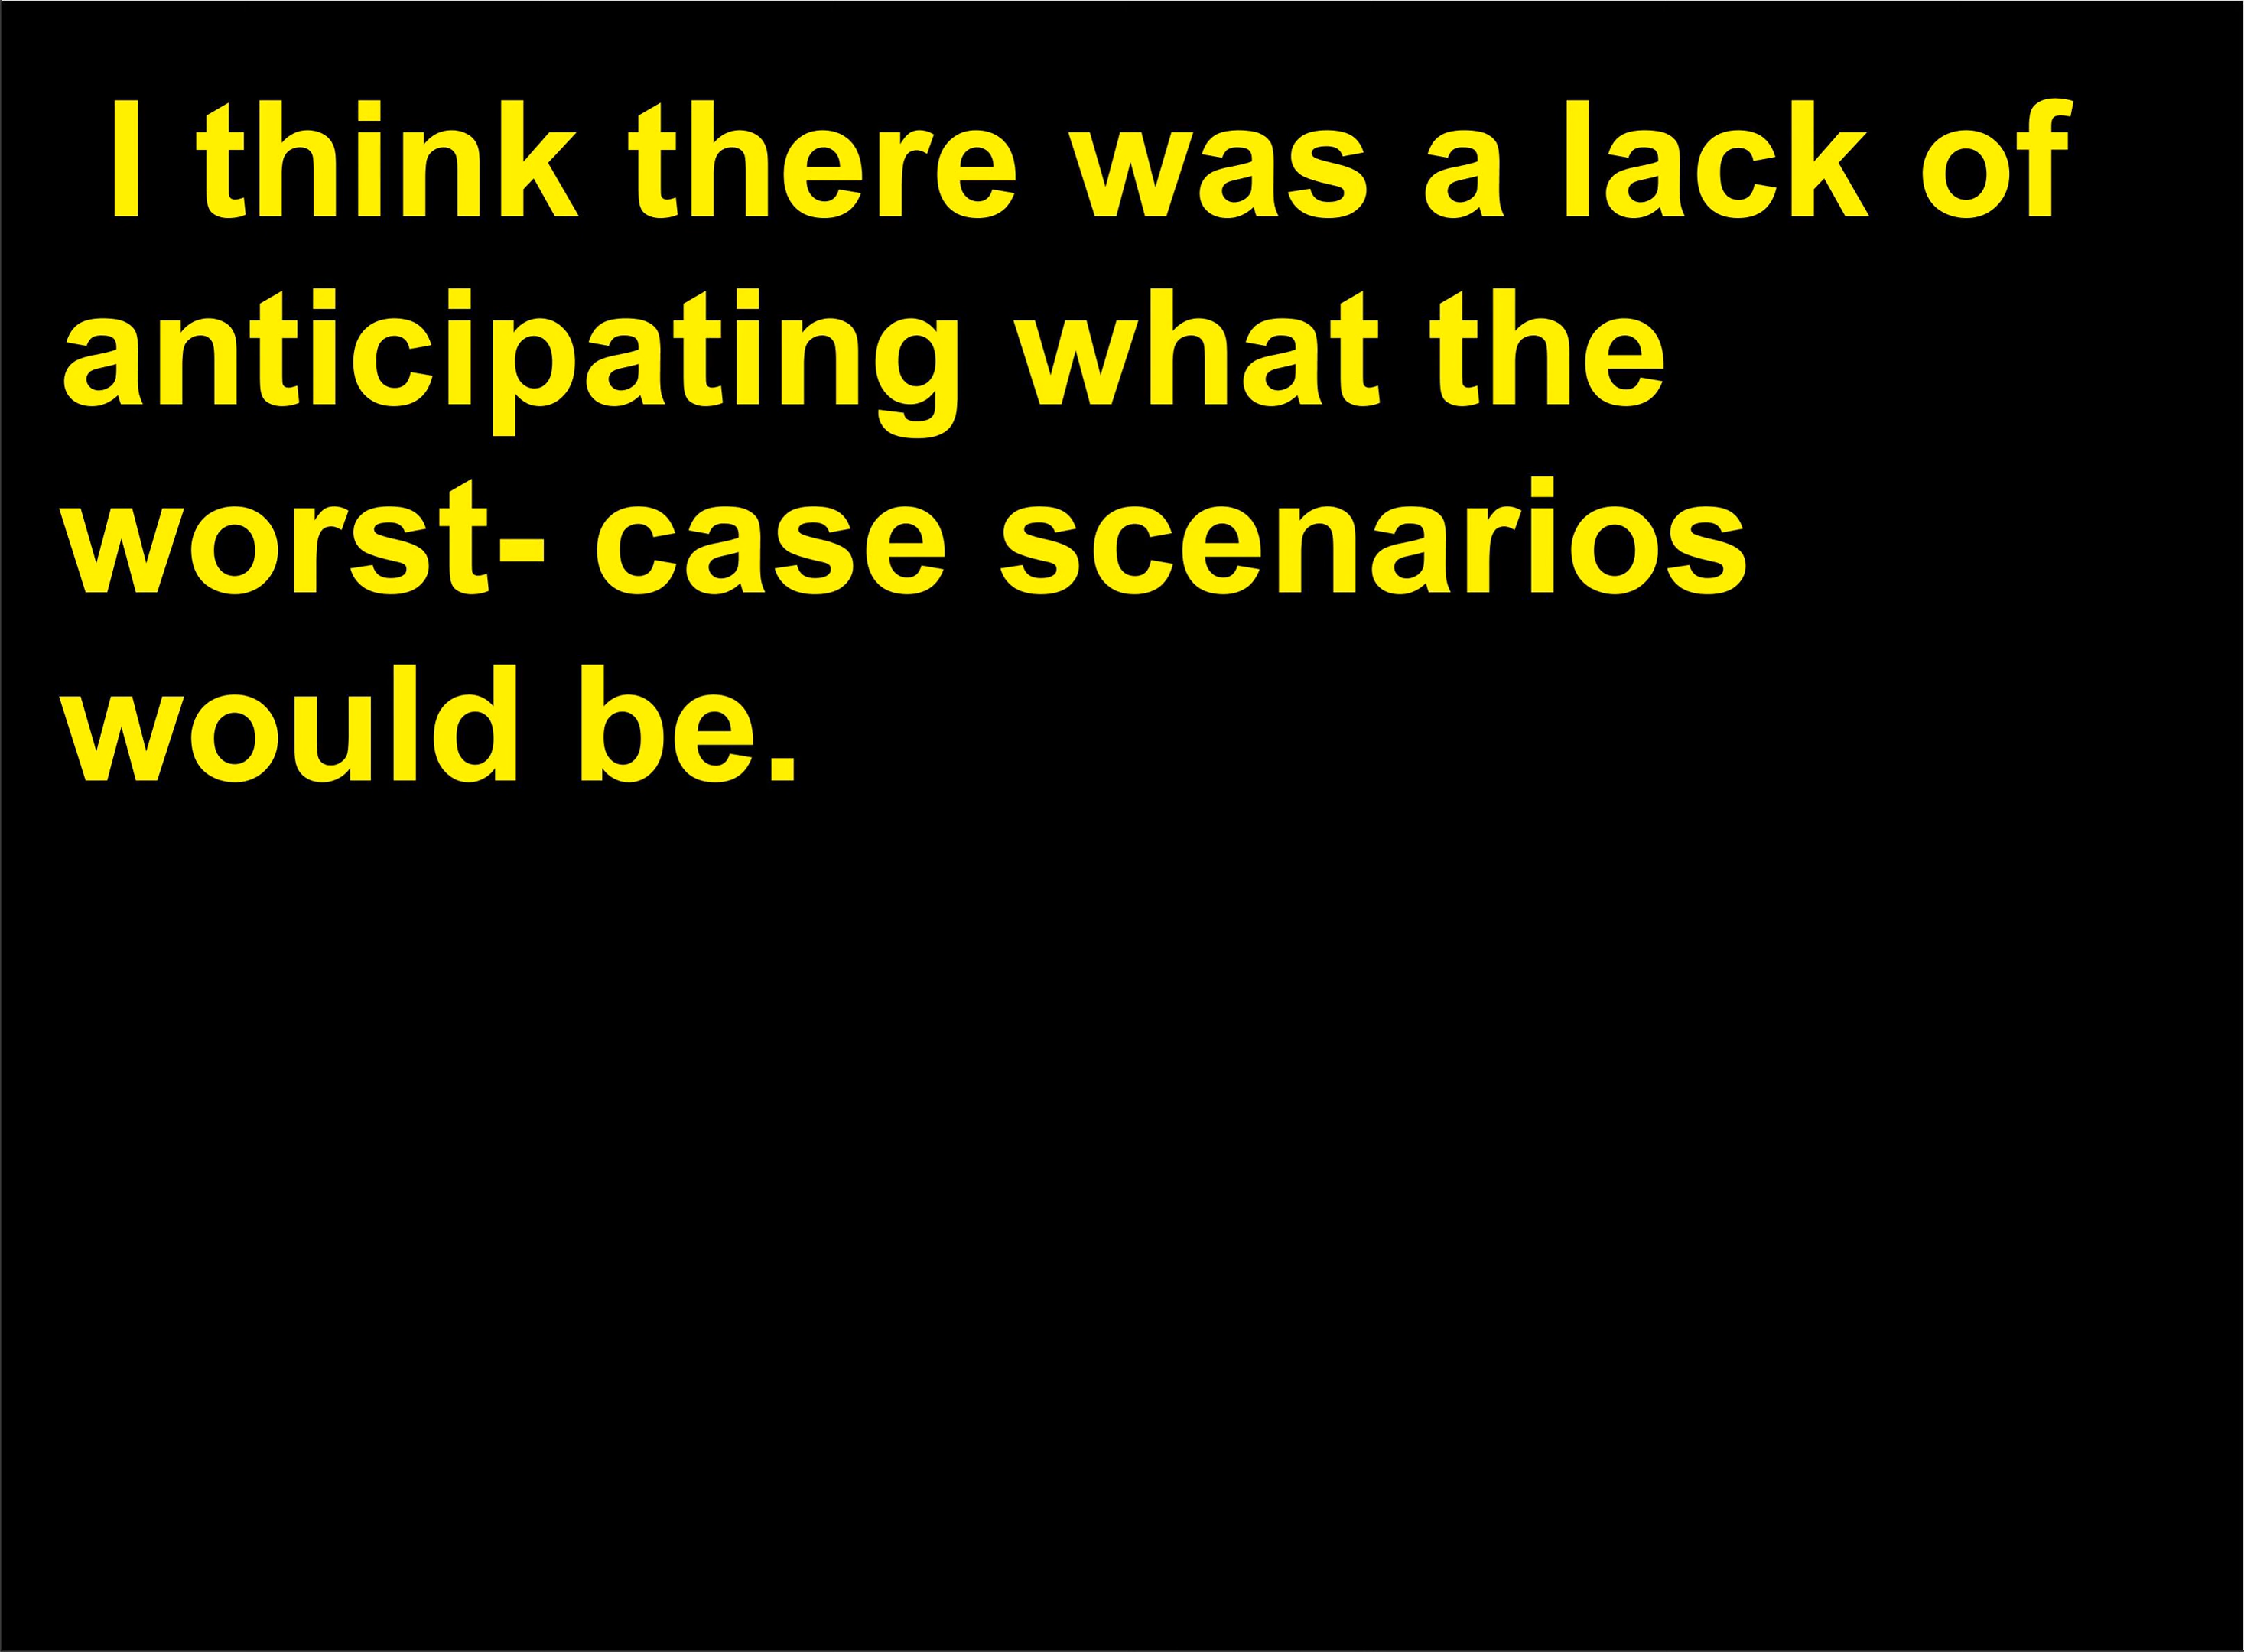 I think there was a lack of
anticipating what the
worst- case scenarios
would be.